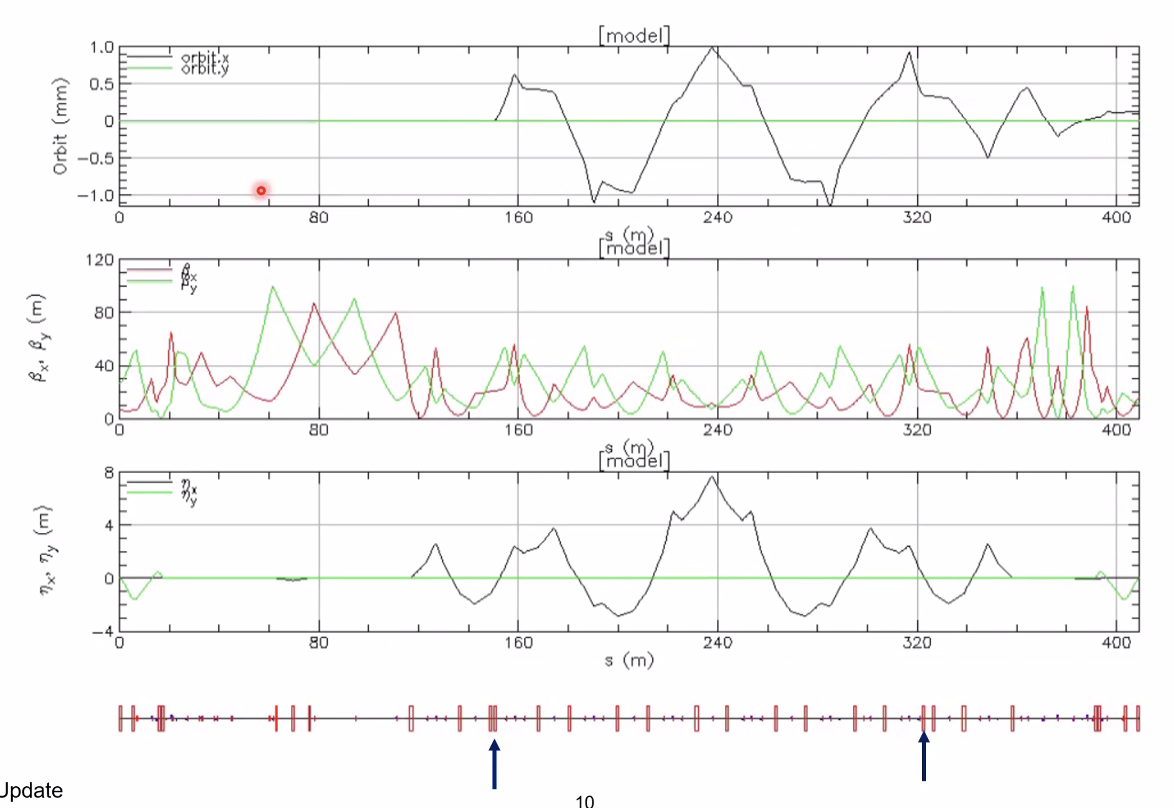 [model]
orbit.x
orbit.y
Orbit (mm)
1.0
0.5
0
−0.5
−1.0
0 80 160 240 320 400
s (m)
[model]
βx
βy
βx, βy (m)
120
80
40
0
0 80 160 240 320 400
s (m)
[model]
ηx
ηy
ηx, ηy (m)
8
4
0
−4
0 80 160 240 320 400
s (m)
Update
10